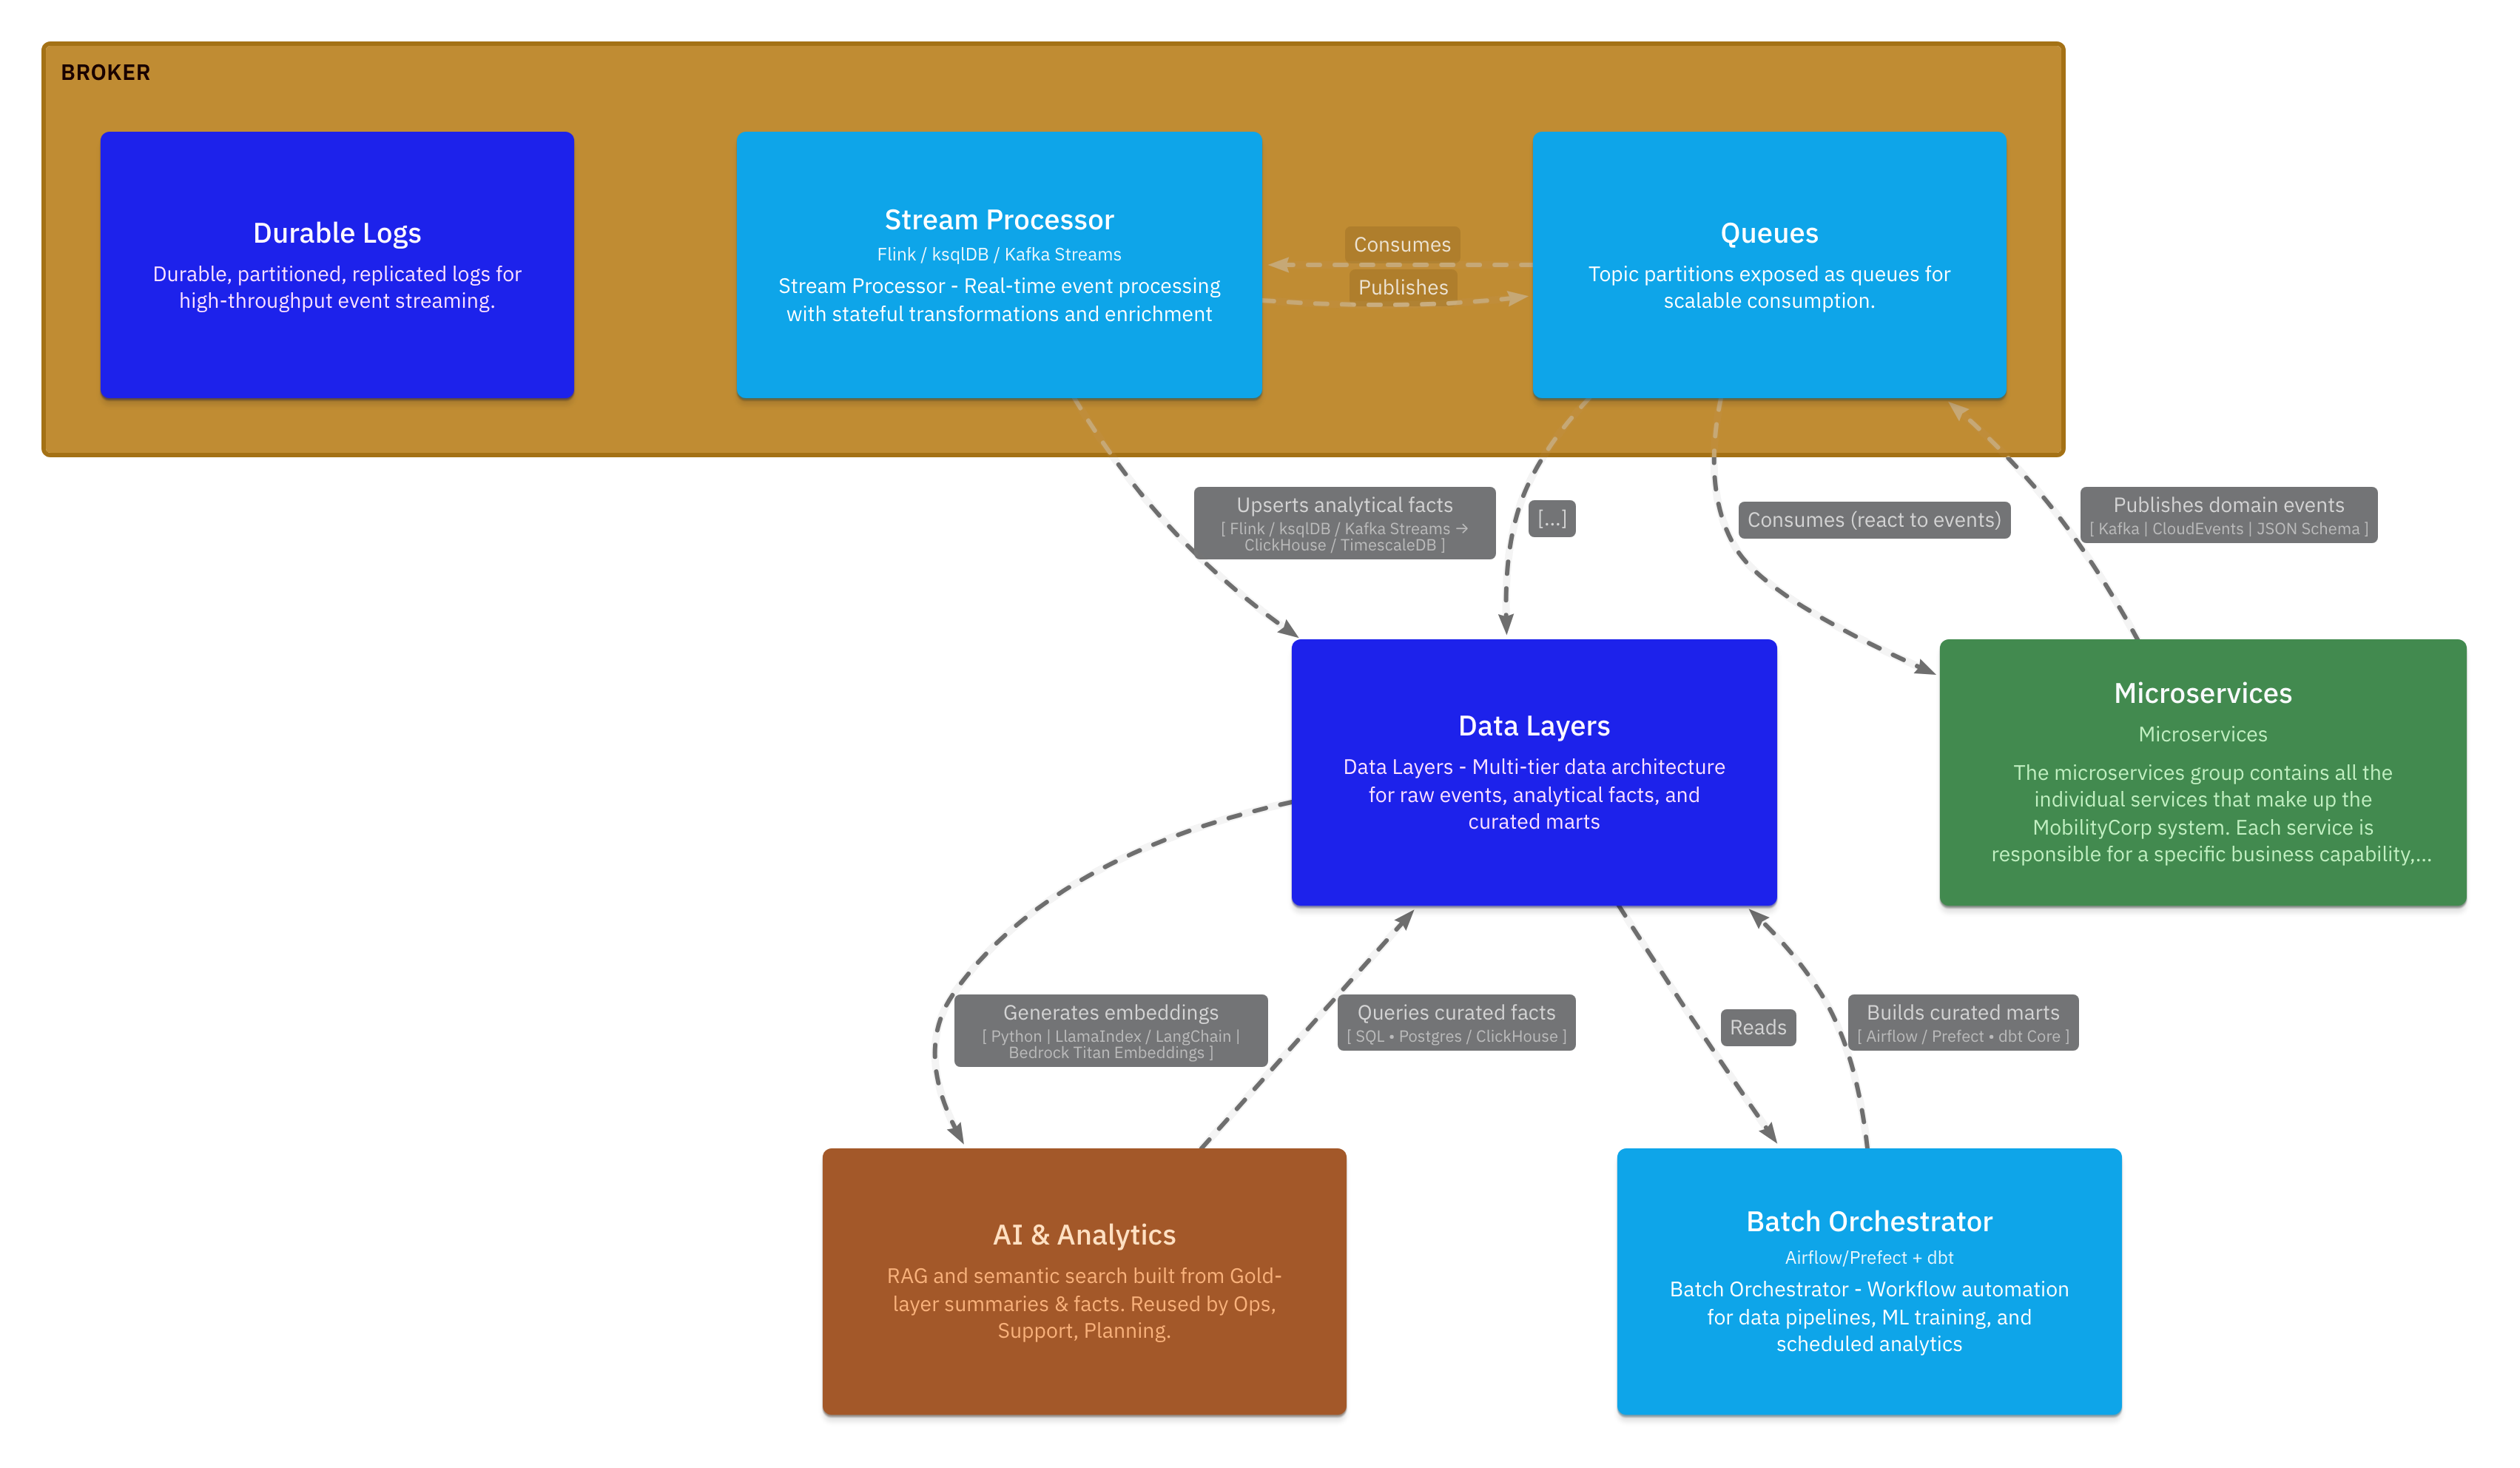 BROKER
Durable Logs
Durable, partitioned, replicated logs for
high-throughput event streaming.
Stream Processor
Flink / ksqlDB / Kafka Streams
Stream Processor - Real-time event processing
with stateful transformations and enrichment
Consumes
Publishes
Queues
Topic partitions exposed as queues for
scalable consumption.
Upserts analytical facts
[ Flink / ksqlDB / Kafka Streams →
ClickHouse / TimescaleDB ]
[...]
Consumes (react to events)
Publishes domain events
[ Kafka | CloudEvents | JSON Schema ]
Data Layers
Data Layers - Multi-tier data architecture
for raw events, analytical facts, and
curated marts
Microservices
Microservices
The microservices group contains all the
individual services that make up the
MobilityCorp system. Each service is
responsible for a specific business capability,...
Generates embeddings
[ Python | LlamaIndex / LangChain |
Bedrock Titan Embeddings ]
Queries curated facts
[ SQL • Postgres / ClickHouse ]
Reads
Builds curated marts
[ Airflow / Prefect • dbt Core ]
AI & Analytics
RAG and semantic search built from Gold-
layer summaries & facts. Reused by Ops,
Support, Planning.
Batch Orchestrator
Airflow/Prefect + dbt
Batch Orchestrator - Workflow automation
for data pipelines, ML training, and
scheduled analytics